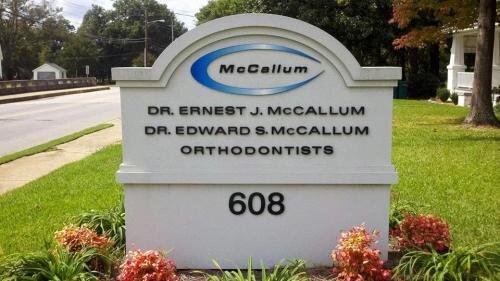 McCallum
DR. ERNEST J. McCALLUM
DR. EDWARD S. McCALLUM
ORTHODONTISTS
608